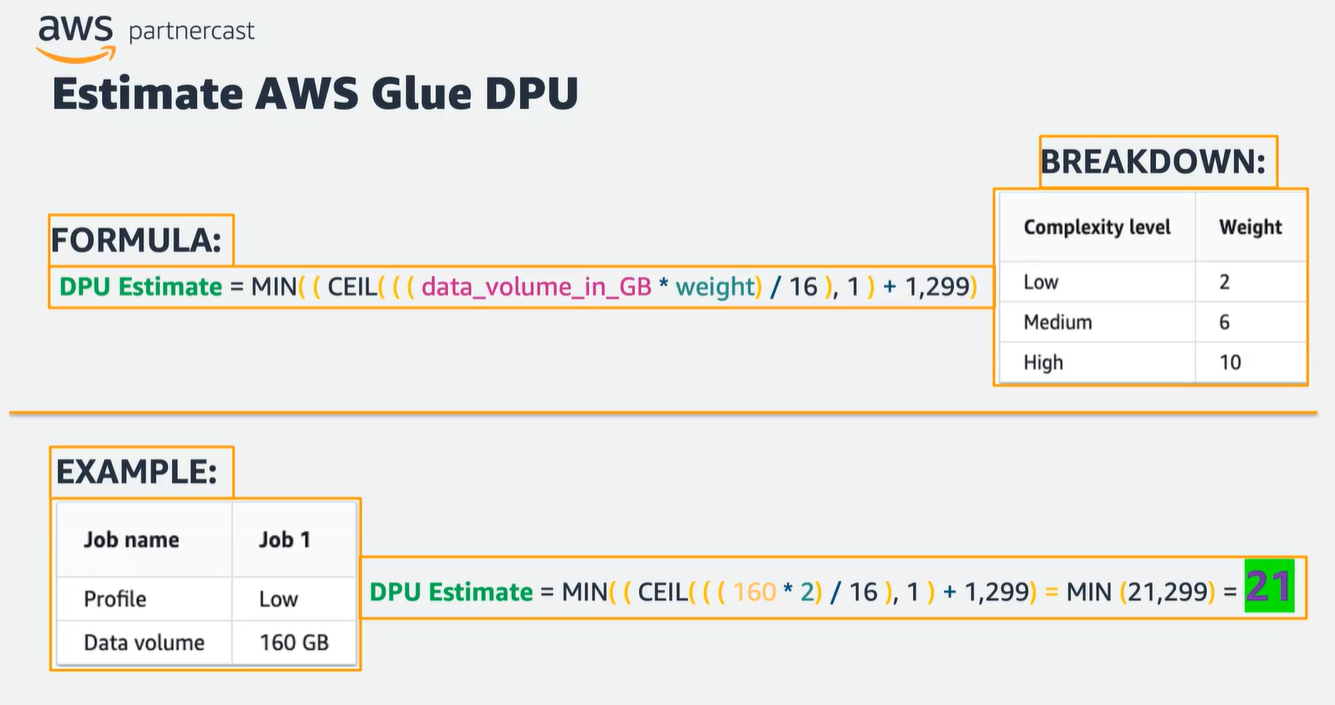 aws partnercast
Estimate AWS Glue DPU
BREAKDOWN:
Complexity level Weight
Low 2
Medium 6
High 10
FORMULA:
DPU Estimate = MIN( ( CEIL( ( ( data_volume_in_GB * weight) / 16 ), 1 ) + 1,299)
EXAMPLE:
Job name Job 1
Profile Low
Data volume 160 GB
DPU Estimate = MIN( ( CEIL( ( ( 160 * 2) / 16 ), 1 ) + 1,299) = MIN (21,299) = 21